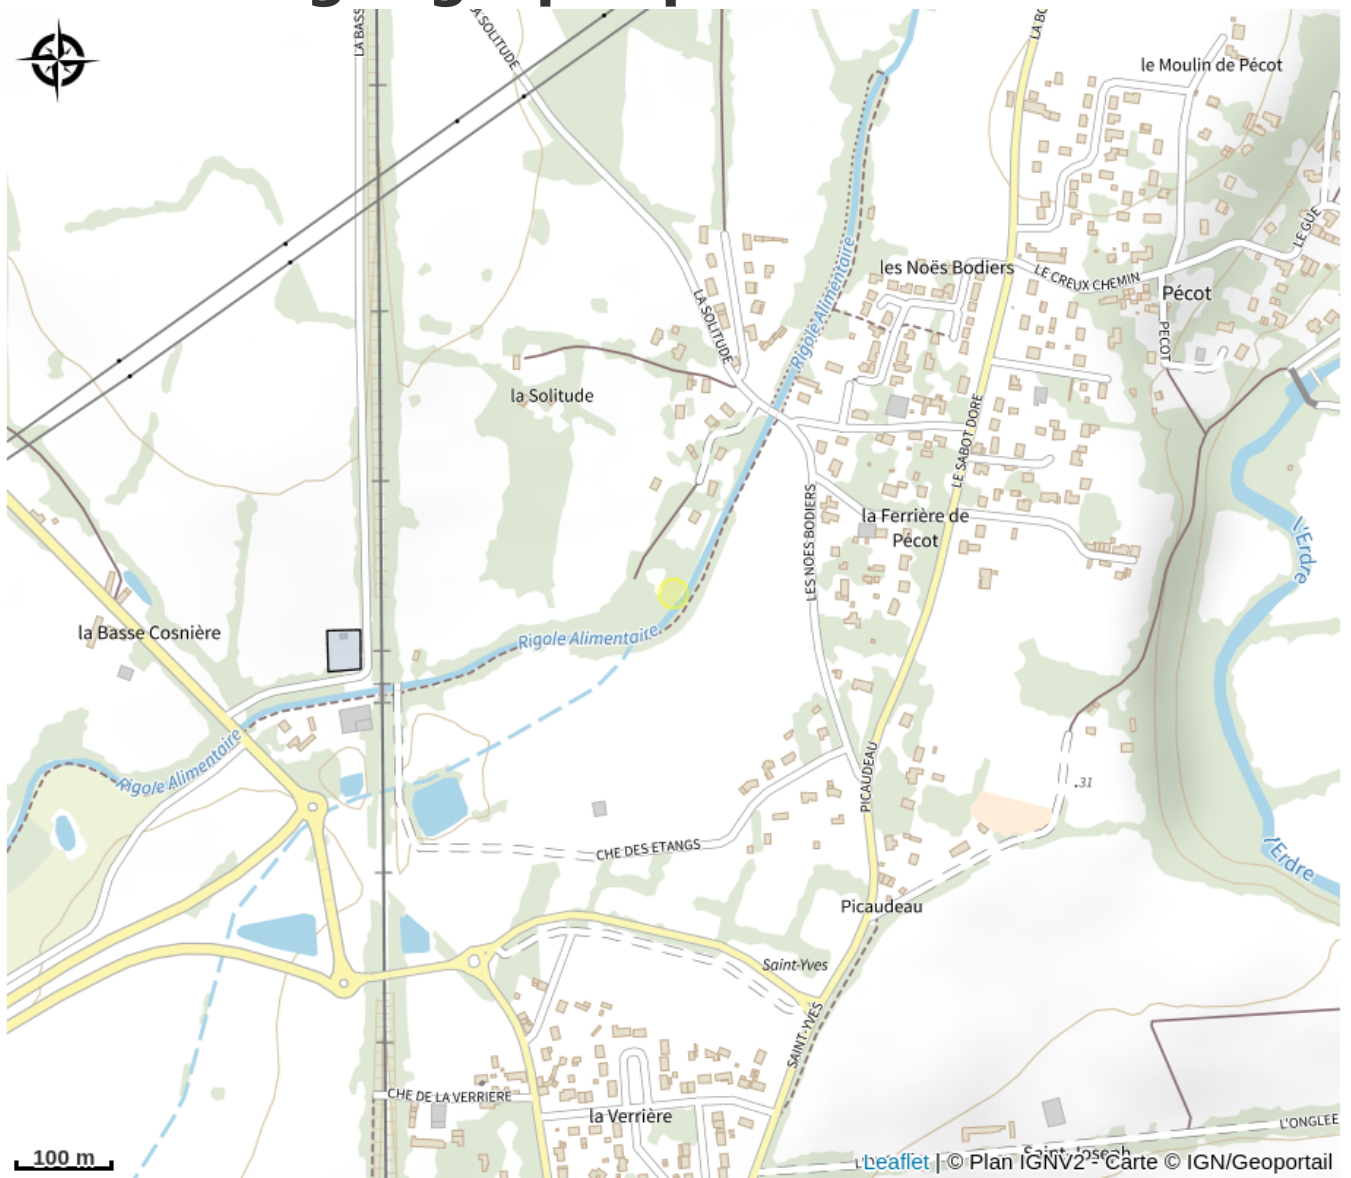 LA BASS
LA SOLITUDE
LA BO
le Moulin de Pécot
LE GUE
les Noës Bodiers
LE CREUX CHEMIN
Pécot
Rigole Alimentaire
LA SOLITUDE
PECOT
la Solitude
LE SABOT DORE
la Ferrière de
Pécot
l'Erdre
LES NOES BODIERS
la Basse Cosnière
Rigole Alimentaire
Rigole Alimentaire
PICAUDEAU
.31
CHE DES ETANGS
l'Erdre
Picaudeau
Saint-Yves
SAINT-YVES
CHE DE LA VERRIERE
la Verrière
L'ONGLEE
Saint-Joseph
100 m
Leaflet | © Plan IGNV2 - Carte © IGN/Geoportail